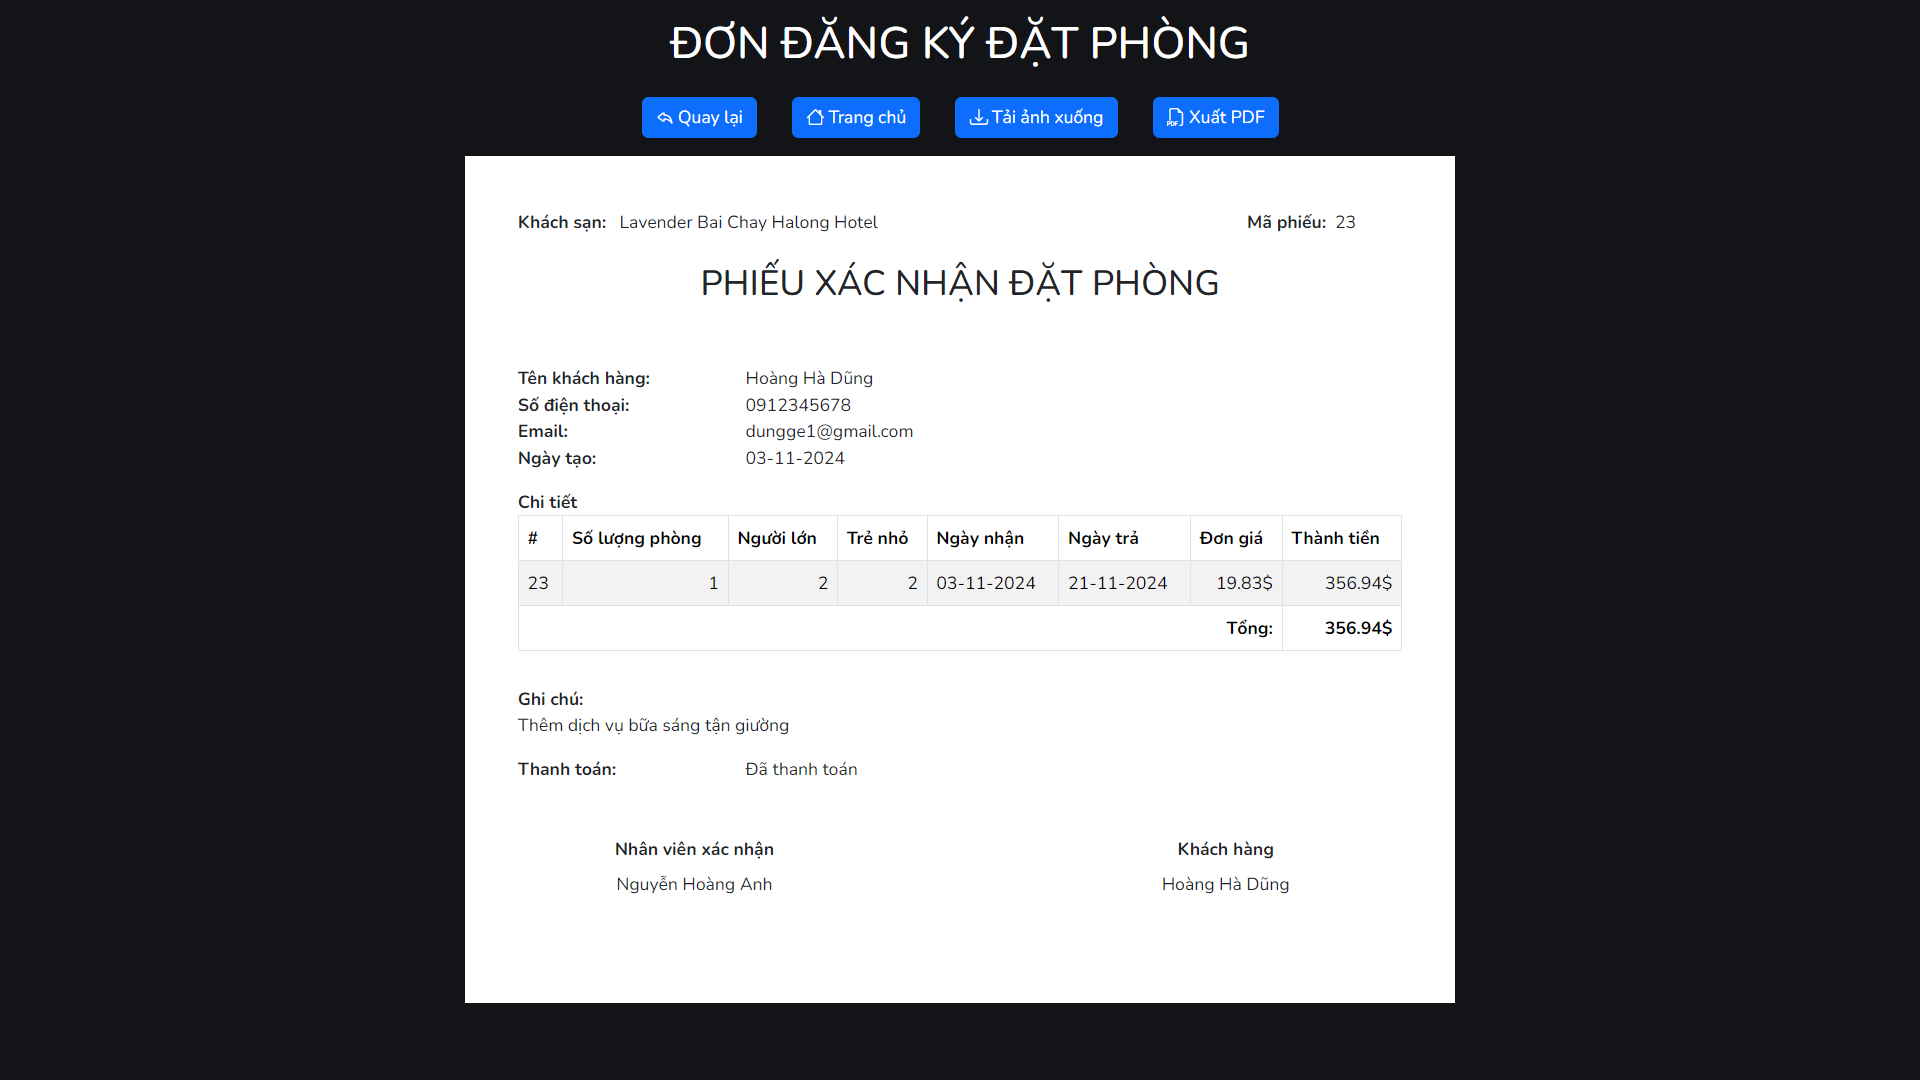 ĐƠN ĐĂNG KÝ ĐẶT PHÒNG
Quay lại Trang chủ Tải ảnh xuống Xuất PDF
Khách sạn: Lavender Bai Chay Halong Hotel Mã phiếu: 23
PHIẾU XÁC NHẬN ĐẶT PHÒNG
Tên khách hàng: Hoàng Hà Dũng
Số điện thoại: 0912345678
Email: dungge1@gmail.com
Ngày tạo: 03-11-2024
Chi tiết
# Số lượng phòng Người lớn Trẻ nhỏ Ngày nhận Ngày trả Đơn giá Thành tiền
23 1 2 2 03-11-2024 21-11-2024 19.83$ 356.94$
Tổng: 356.94$
Ghi chú:
Thêm dịch vụ bữa sáng tận giường
Thanh toán: Đã thanh toán
Nhân viên xác nhận Khách hàng
Nguyễn Hoàng Anh Hoàng Hà Dũng